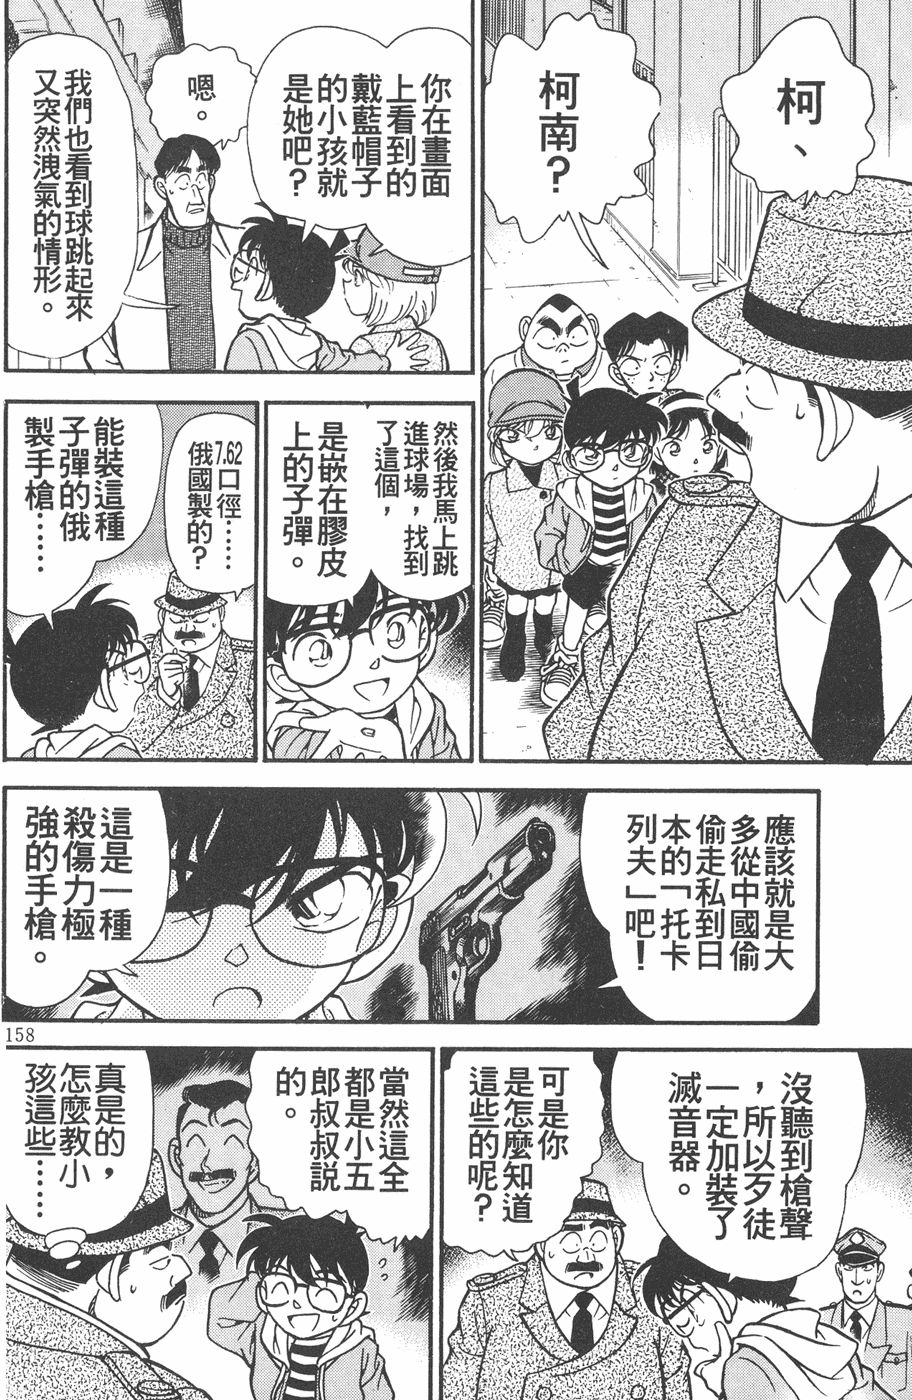 柯、
柯南？
你在畫面
上看到的
戴藍帽子
的小孩就
是她吧？
嗯。
我們也看到球跳起來
又突然洩氣的情形。
然後我馬上跳
進球場，找到
了這個，
是嵌在膠皮
上的子彈。
7.62口徑……
俄國製的？
能裝這種
子彈的俄
製手槍……
應該就是大
多從中國偷
偷走私到日
本的「托卡
列夫」吧！
這是一種
殺傷力極
強的手槍。
沒聽到槍聲
，所以歹徒
一定加裝了
滅音器。
可是你
是怎麼知道
這些的呢？
當然這全
都是小五
郎叔叔說
的。
真是的，
怎麼教小
孩這些……
158